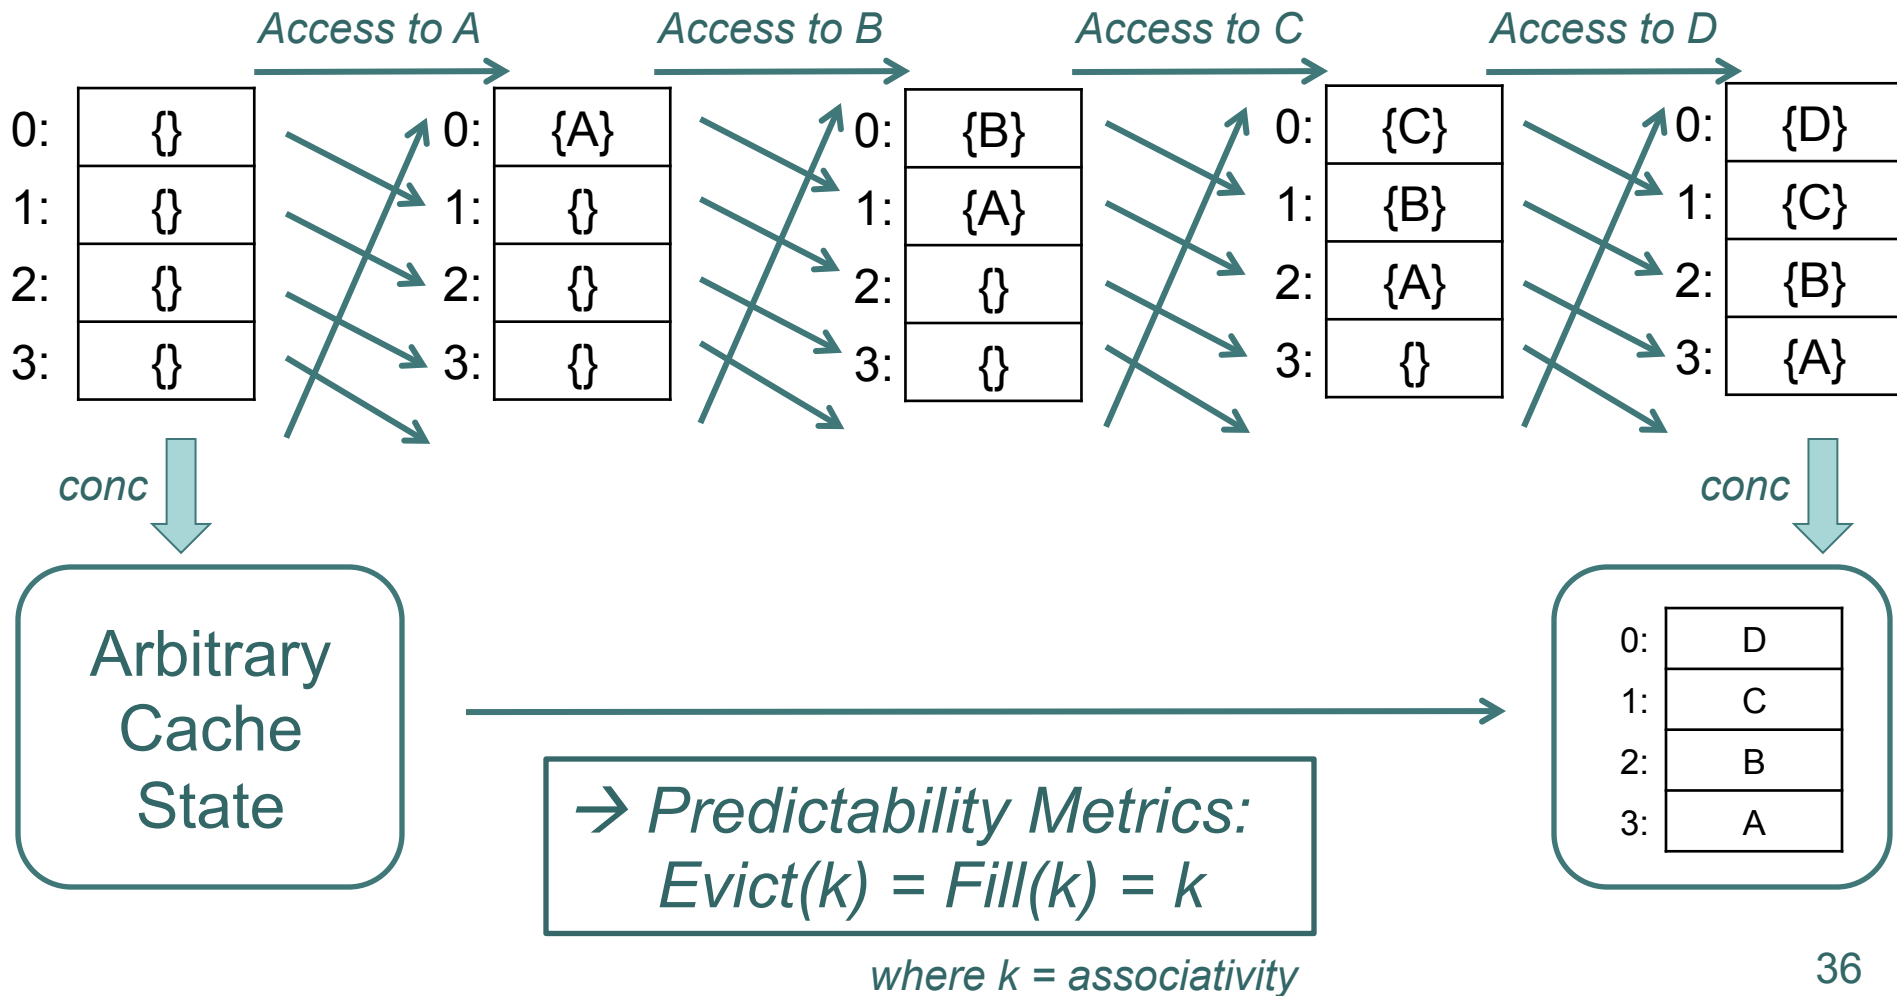 Access to A
Access to B
Access to C
Access to D
0: {} 0: {A} 0: {B} 0: {C} 0: {D}
1: {} 1: {} 1: {A} 1: {B} 1: {C}
2: {} 2: {} 2: {} 2: {A} 2: {B}
3: {} 3: {} 3: {} 3: {} 3: {A}
conc
conc
Arbitrary
Cache
State
0: D
1: C
2: B
3: A
→ Predictability Metrics:
Evict(k) = Fill(k) = k
where k = associativity
36